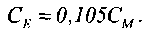 C_E = 0,105C_M.